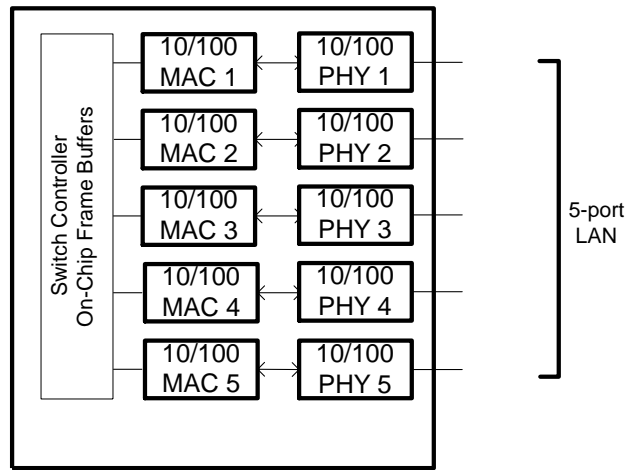 Switch Controller
On-Chip Frame Buffers
10/100
MAC 1
10/100
PHY 1
10/100
MAC 2
10/100
PHY 2
10/100
MAC 3
10/100
PHY 3
10/100
MAC 4
10/100
PHY 4
10/100
MAC 5
10/100
PHY 5
5-port
LAN